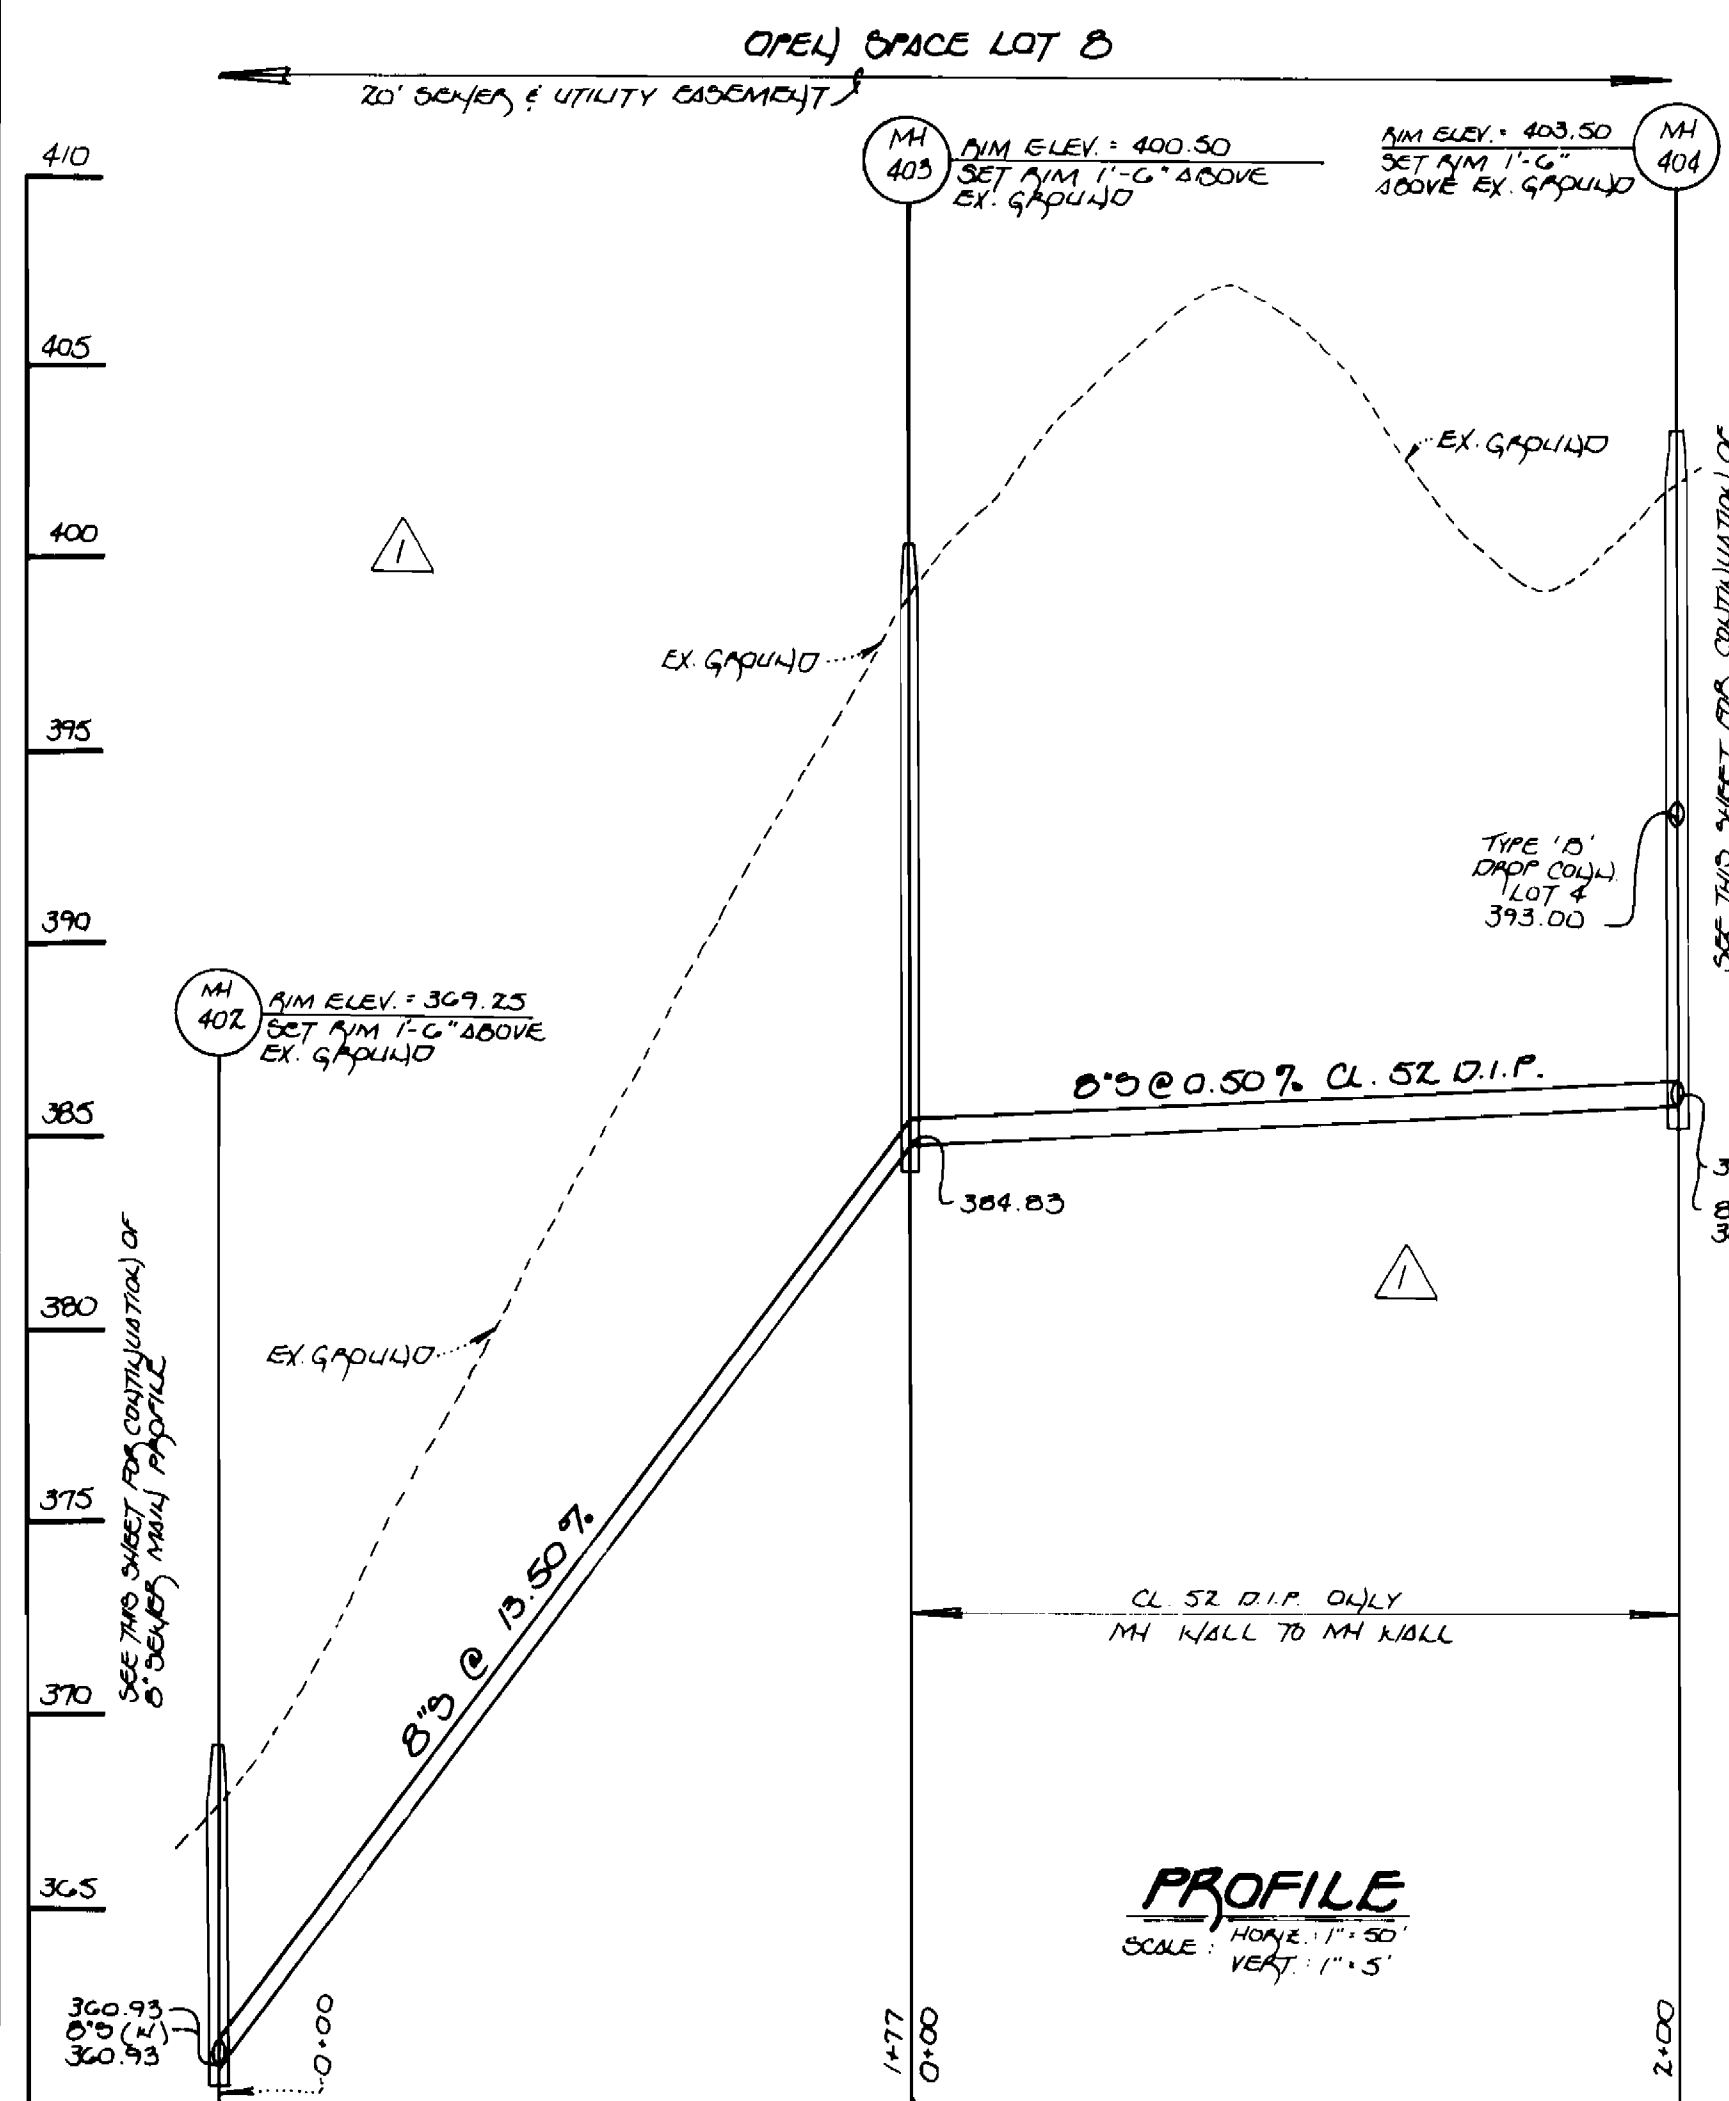 OPEN SPACE LOT 8
20' SEWER & UTILITY EASEMENT
MH
403
RIM ELEV. = 400.50
SET RIM 1'-6" ABOVE
EX. GROUND
RIM ELEV. = 403.50
SET RIM 1'-6"
ABOVE EX. GROUND
MH
404
410
405
400
395
390
385
380
375
370
365
1
EX. GROUND
EX. GROUND
SEE THIS SHEET FOR CONTINUATION OF
TYPE 'B'
DROP CONN.
LOT 4
393.00
MH
402
RIM ELEV. = 369.25
SET RIM 1'-6" ABOVE
EX. GROUND
8"S @ 0.50% CL. 52 D.I.P.
384.83
3
8
3
1
EX. GROUND
SEE THIS SHEET FOR CONTINUATION OF
8" SEWER MAIN PROFILE
8"S @ 13.50%
CL. 52 D.I.P. ONLY
MH WALL TO MH WALL
PROFILE
SCALE: HORIZ.: 1"=50'
VERT.: 1"=5'
360.93
8"S (W)
360.93
0+00
1+77
0+00
2+00